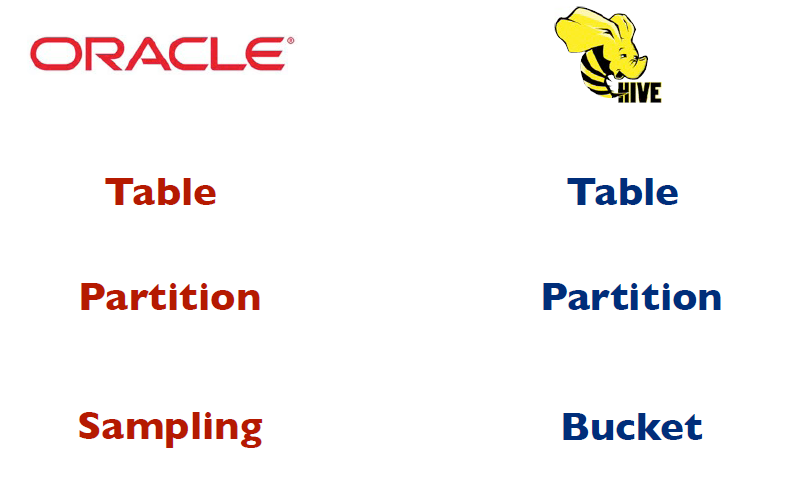 ORACLE®
HIVE
Table
Table
Partition
Partition
Sampling
Bucket